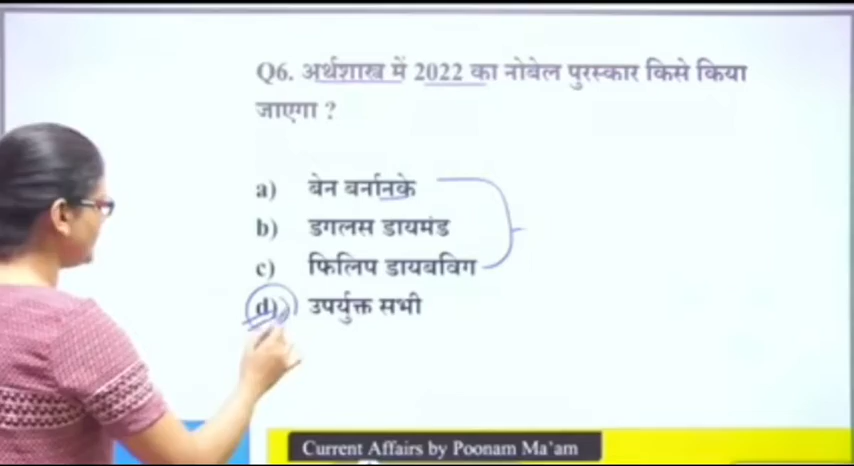 Q6. अर्थशास्त्र में 2022 का नोबेल पुरस्कार किसे किया
जाएगा ?
a) बेन बर्नानके
b) डगलस डायमंड
c) फिलिप डायबविग
d) उपर्युक्त सभी
Current Affairs by Poonam Ma'am